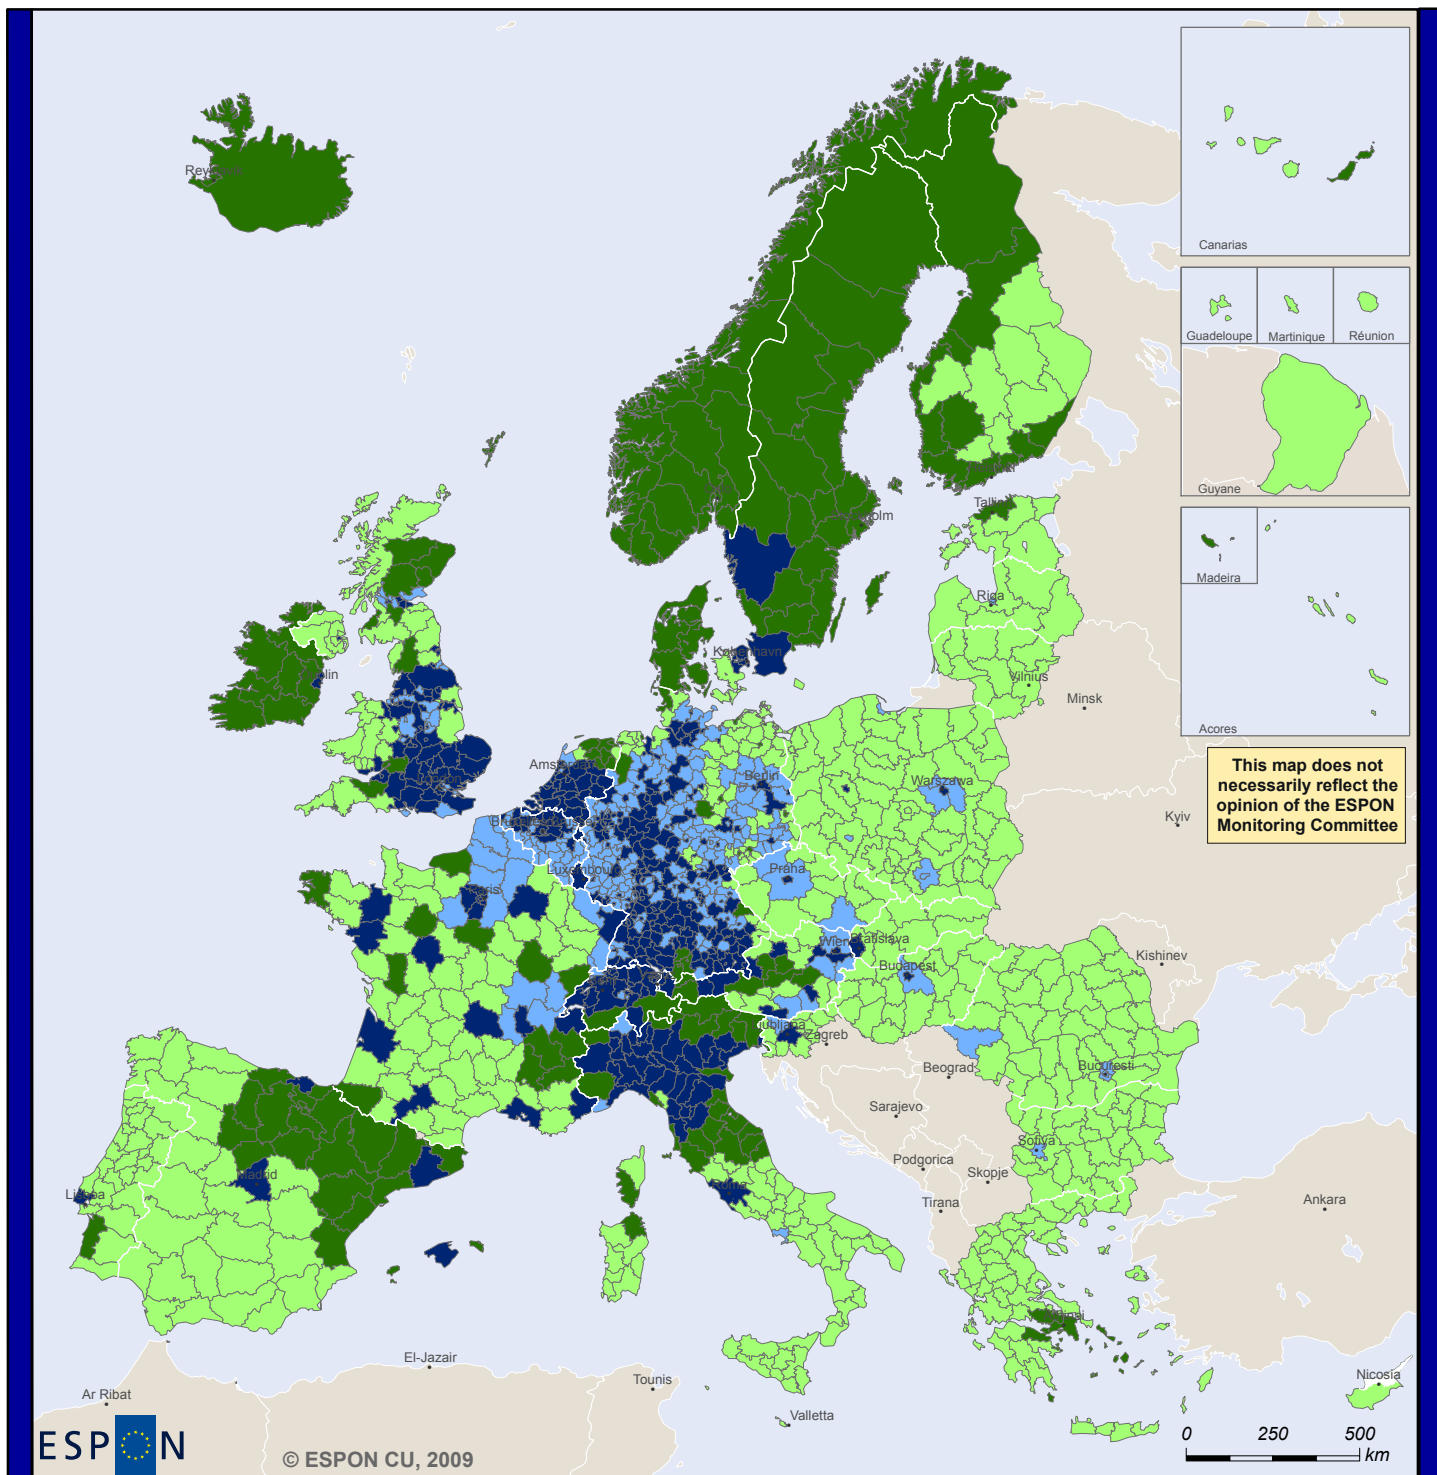 Canarias
Guadeloupe
Martinique
Réunion
Guyane
Madeira
Acores
This map does not
necessarily reflect the
opinion of the ESPON
Monitoring Committee
Tallinn
Riga
Vilnius
Minsk
København
Amsterdam
Berlin
Warszawa
Kyiv
Luxembourg
Praha
Paris
Wien
Bratislava
Budapest
Kishinev
Ljubljana
Zagreb
Beograd
Bucuresti
Sarajevo
Sofiya
Podgorica
Skopje
Madrid
Roma
Tirana
Ankara
Lisboa
El-Jazair
Tounis
Nicosia
Ar Ribat
Valletta
ESPON
© ESPON CU, 2009
0 250 500
km